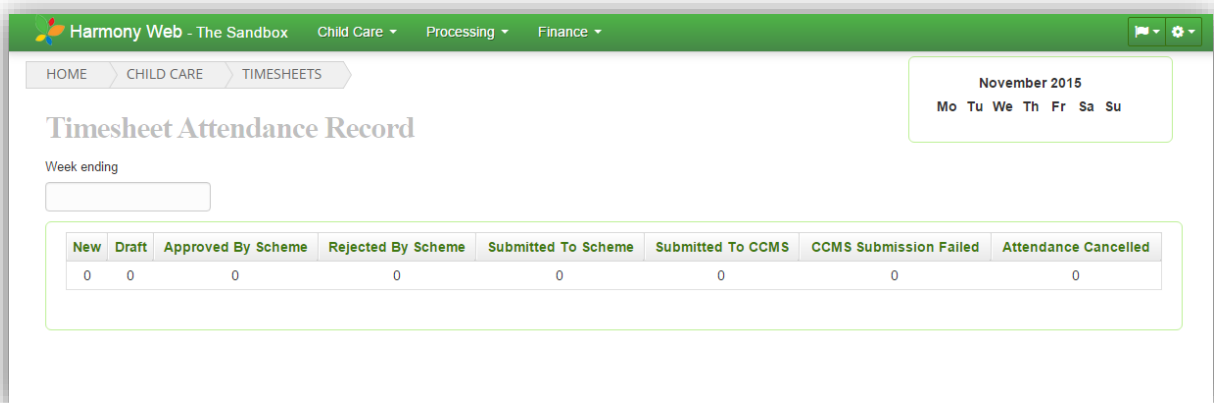 Harmony Web - The Sandbox Child Care Processing Finance
HOME CHILD CARE TIMESHEETS
November 2015
Mo Tu We Th Fr Sa Su
Timesheet Attendance Record
Week ending
New Draft Approved By Scheme Rejected By Scheme Submitted To Scheme Submitted To CCMS CCMS Submission Failed Attendance Cancelled
0 0 0 0 0 0 0 0